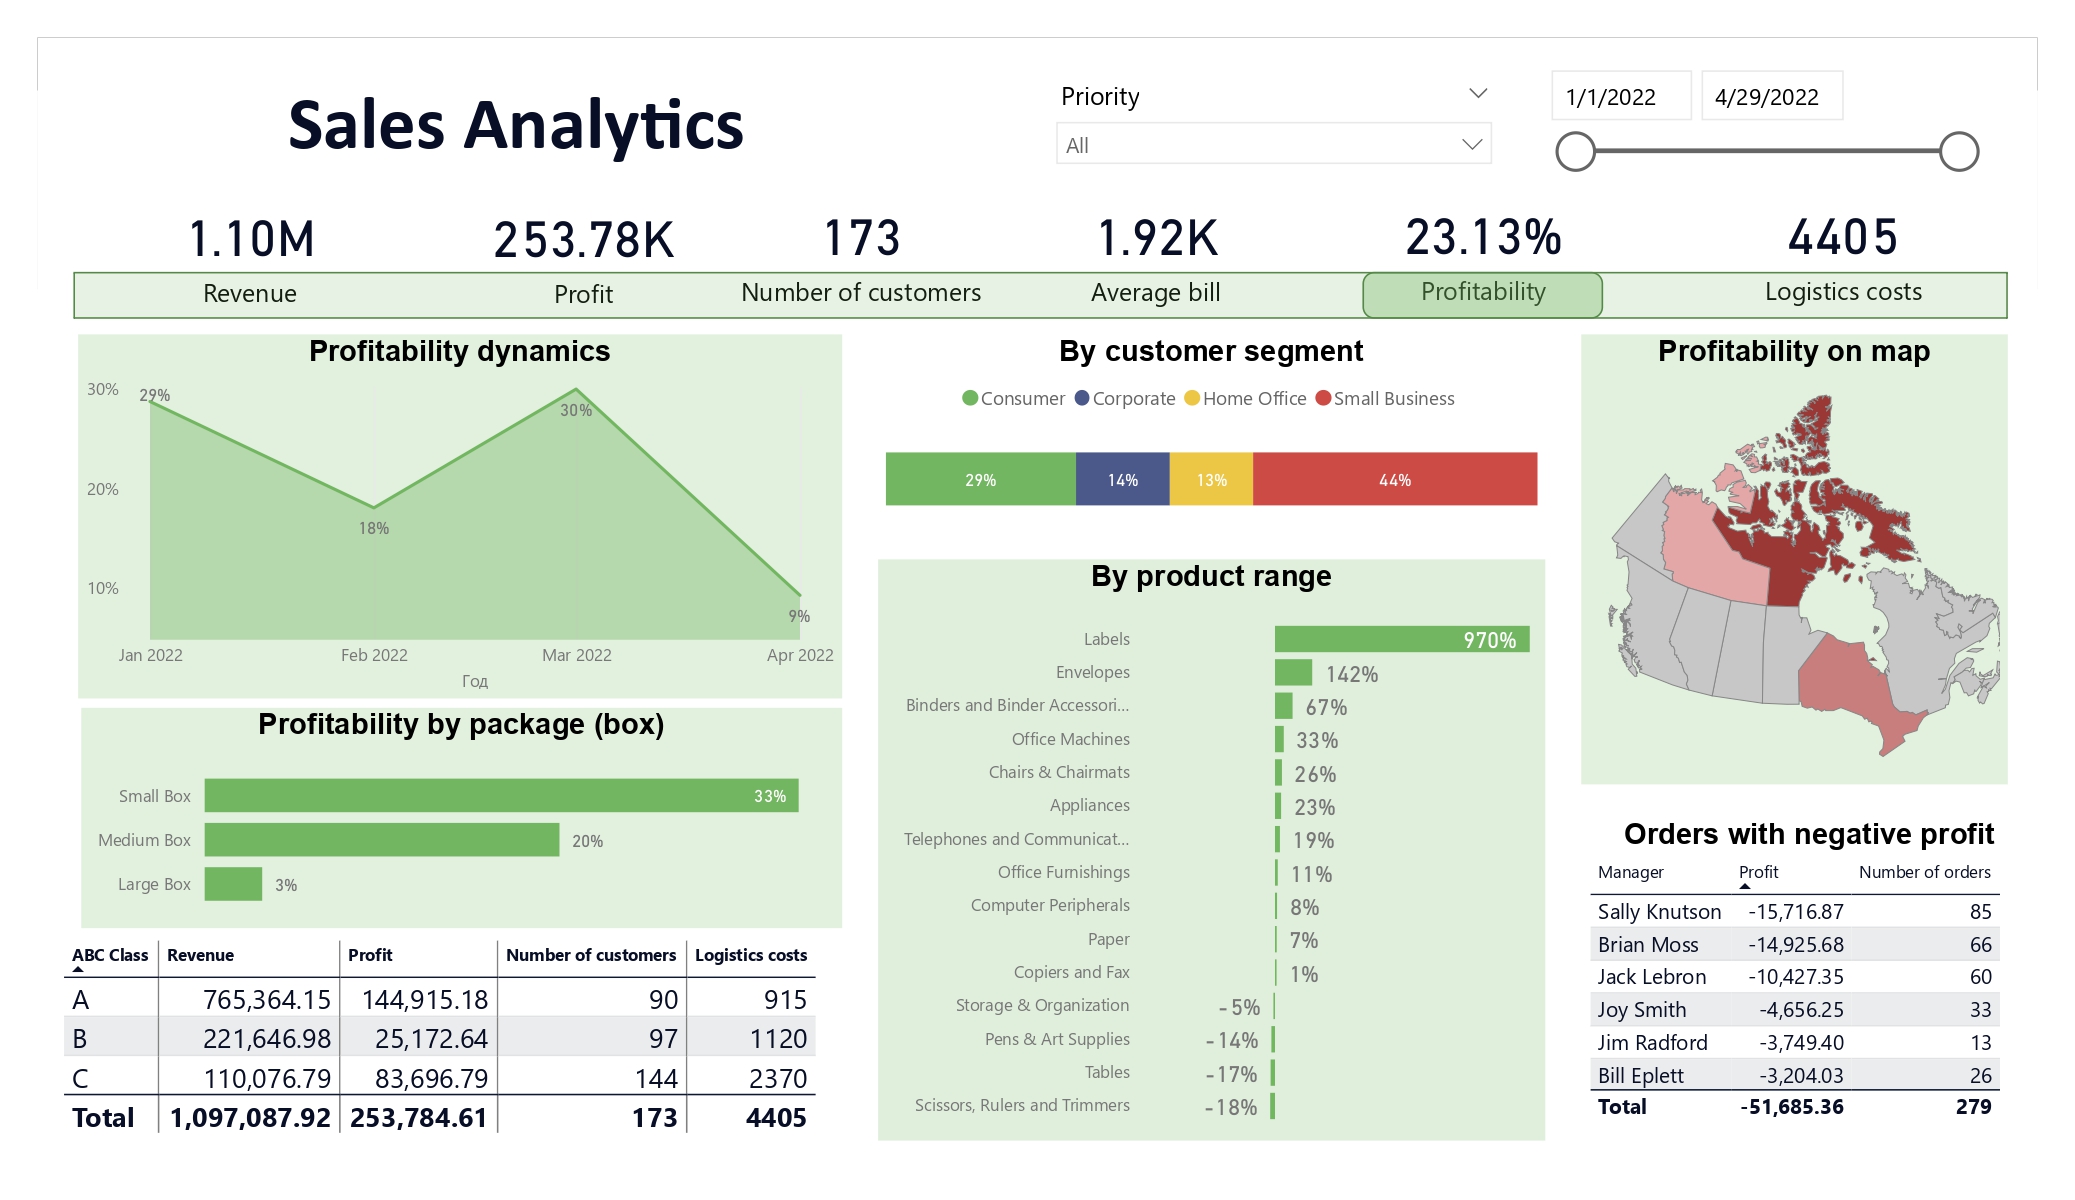 Sales Analytics
Priority
All
1/1/2022
4/29/2022
1.10M
253.78K
173
1.92K
23.13%
4405
Revenue
Profit
Number of customers
Average bill
Profitability
Logistics costs
Profitability dynamics
30%
20%
10%
29%
18%
30%
9%
Jan 2022
Feb 2022
Mar 2022
Apr 2022
Год
Profitability by package (box)
Small Box 33%
Medium Box 20%
Large Box 3%
ABC Class Revenue Profit Number of customers Logistics costs
A 765,364.15 144,915.18 90 915
B 221,646.98 25,172.64 97 1120
C 110,076.79 83,696.79 144 2370
Total 1,097,087.92 253,784.61 173 4405
By customer segment
Consumer Corporate Home Office Small Business
29% 14% 13% 44%
By product range
Labels 970%
Envelopes 142%
Binders and Binder Accessori... 67%
Office Machines 33%
Chairs & Chairmats 26%
Appliances 23%
Telephones and Communicat... 19%
Office Furnishings 11%
Computer Peripherals 8%
Paper 7%
Copiers and Fax 1%
Storage & Organization -5%
Pens & Art Supplies -14%
Tables -17%
Scissors, Rulers and Trimmers -18%
Profitability on map
Orders with negative profit
Manager Profit Number of orders
Sally Knutson -15,716.87 85
Brian Moss -14,925.68 66
Jack Lebron -10,427.35 60
Joy Smith -4,656.25 33
Jim Radford -3,749.40 13
Bill Eplett -3,204.03 26
Total -51,685.36 279